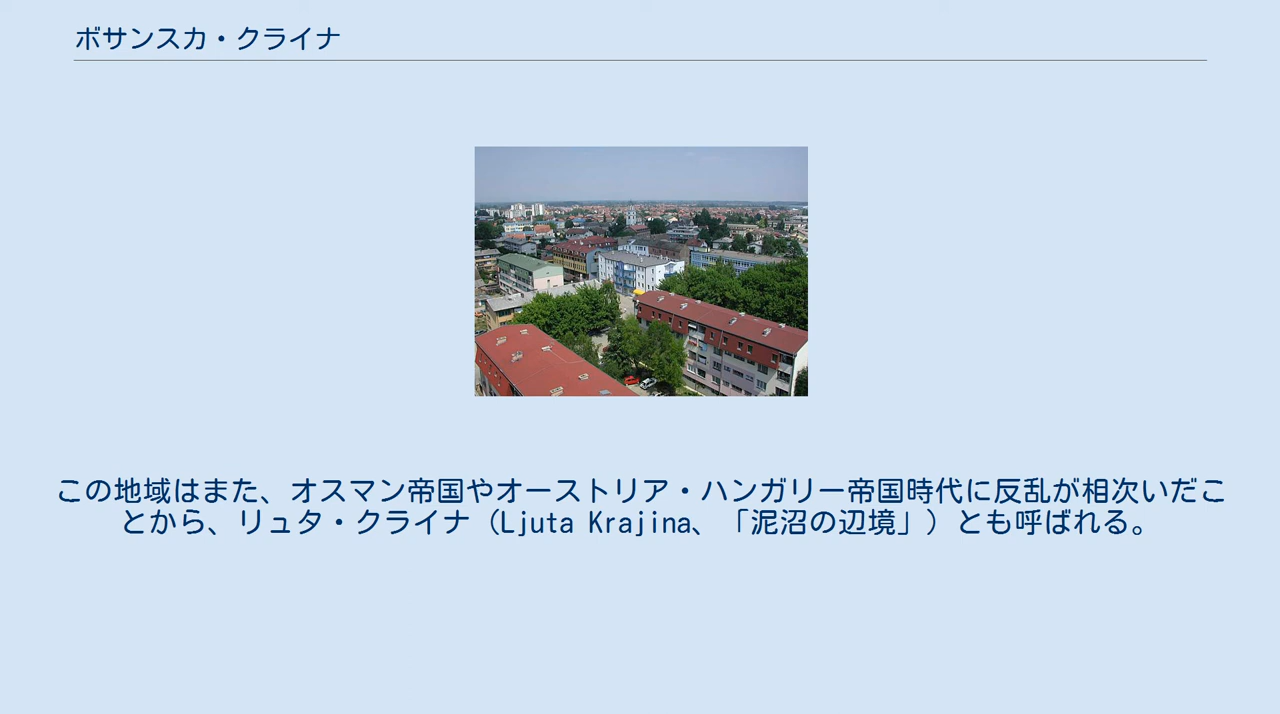 ボサンスカ・クライナ
この地域はまた、オスマン帝国やオーストリア・ハンガリー帝国時代に反乱が相次いだこ
とから、リュタ・クライナ（Ljuta Krajina、「泥沼の辺境」）とも呼ばれる。